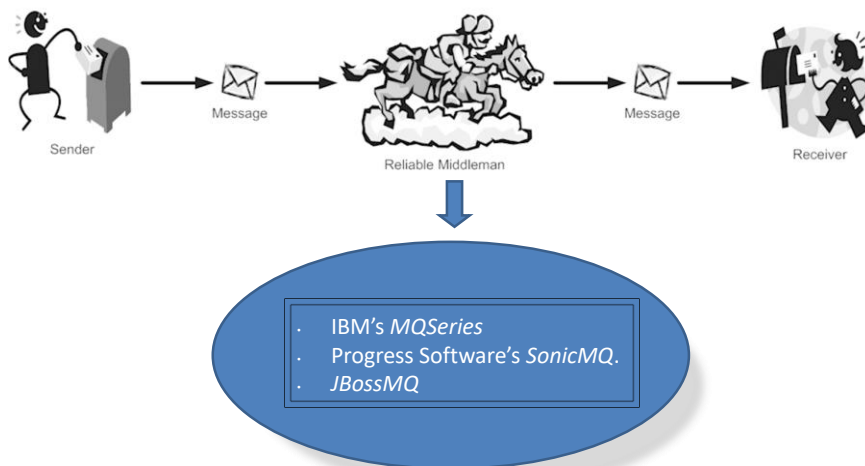 Message
Message
Sender
Reliable Middleman
Receiver
· IBM’s MQSeries
· Progress Software’s SonicMQ.
· JBossMQ